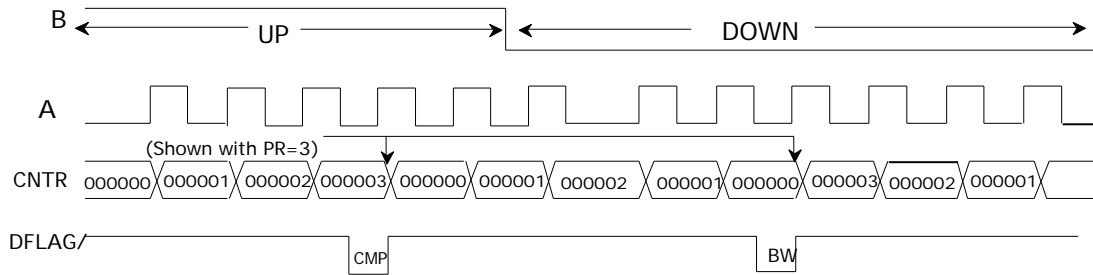 B
UP
DOWN
A
(Shown with PR=3)
CNTR 000000 000001 000002 000003 000000 000001 000002 000001 000000 000003 000002 000001
DFLAG/
CMP
BW